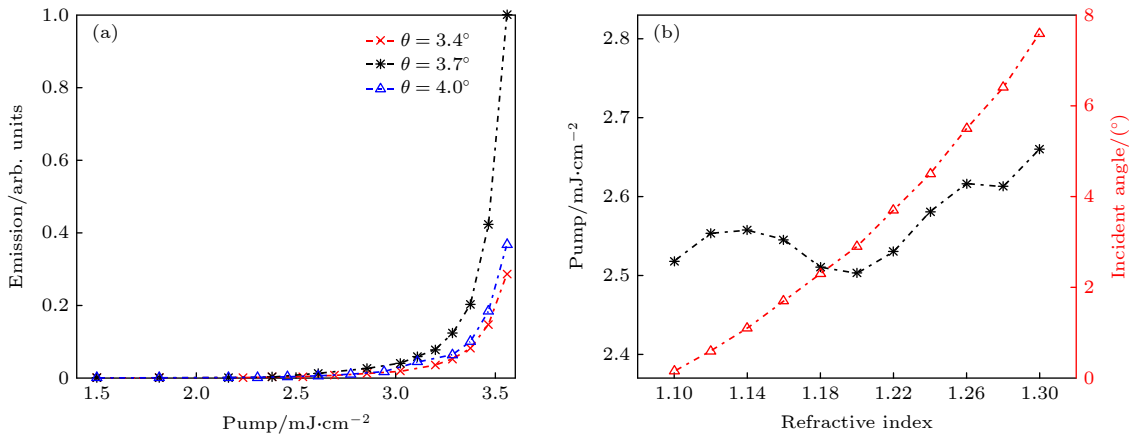 (a)
θ = 3.4°
θ = 3.7°
θ = 4.0°
1.0
0.8
0.6
0.4
0.2
0
Emission/arb. units
1.5 2.0 2.5 3.0 3.5
Pump/mJ·cm⁻²
(b)
2.8
2.7
2.6
2.5
2.4
Pump/mJ·cm⁻²
8
6
4
2
0
Incident angle/(°)
1.10 1.14 1.18 1.22 1.26 1.30
Refractive index